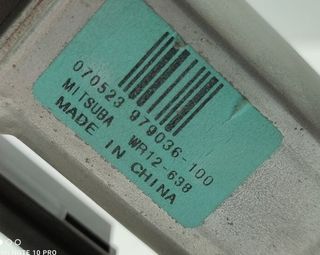 070523 979036-100
MITSUBA WR12-638
MADE IN CHINA